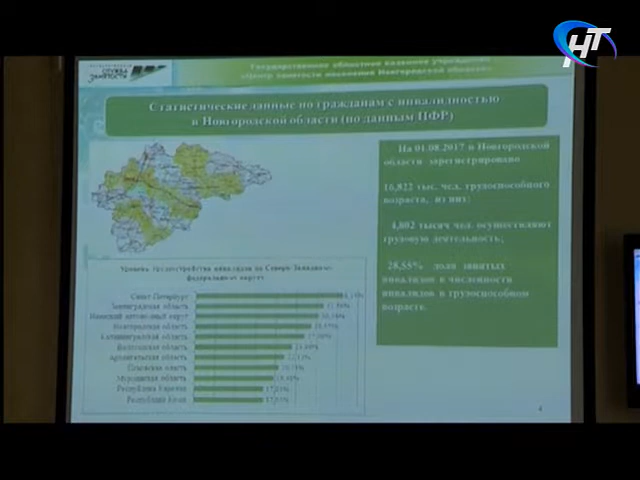 НТ
СЛУЖБА
ЗАНЯТОСТИ
Государственное областное казенное учреждение
«Центр занятости населения Новгородской области»
Статистические данные по гражданам с инвалидностью
в Новгородской области (по данным ПФР)
На 01.08.2017 в Новгородской
области зарегистрировано
16,822 тыс. чел. трудоспособного
возраста, из них:
4,802 тысяч чел. осуществляют
трудовую деятельность;
28,55% доля занятых
инвалидов в численности
инвалидов в трудоспособном
возрасте.
Уровень трудоустройства инвалидов по Северо-Западному
федеральному округу
Санкт-Петербург
Ленинградская область
Ненецкий автономный округ
Новгородская область
Калининградская область
Вологодская область
Архангельская область
Псковская область
Мурманская область
Республика Карелия
Республика Коми
4